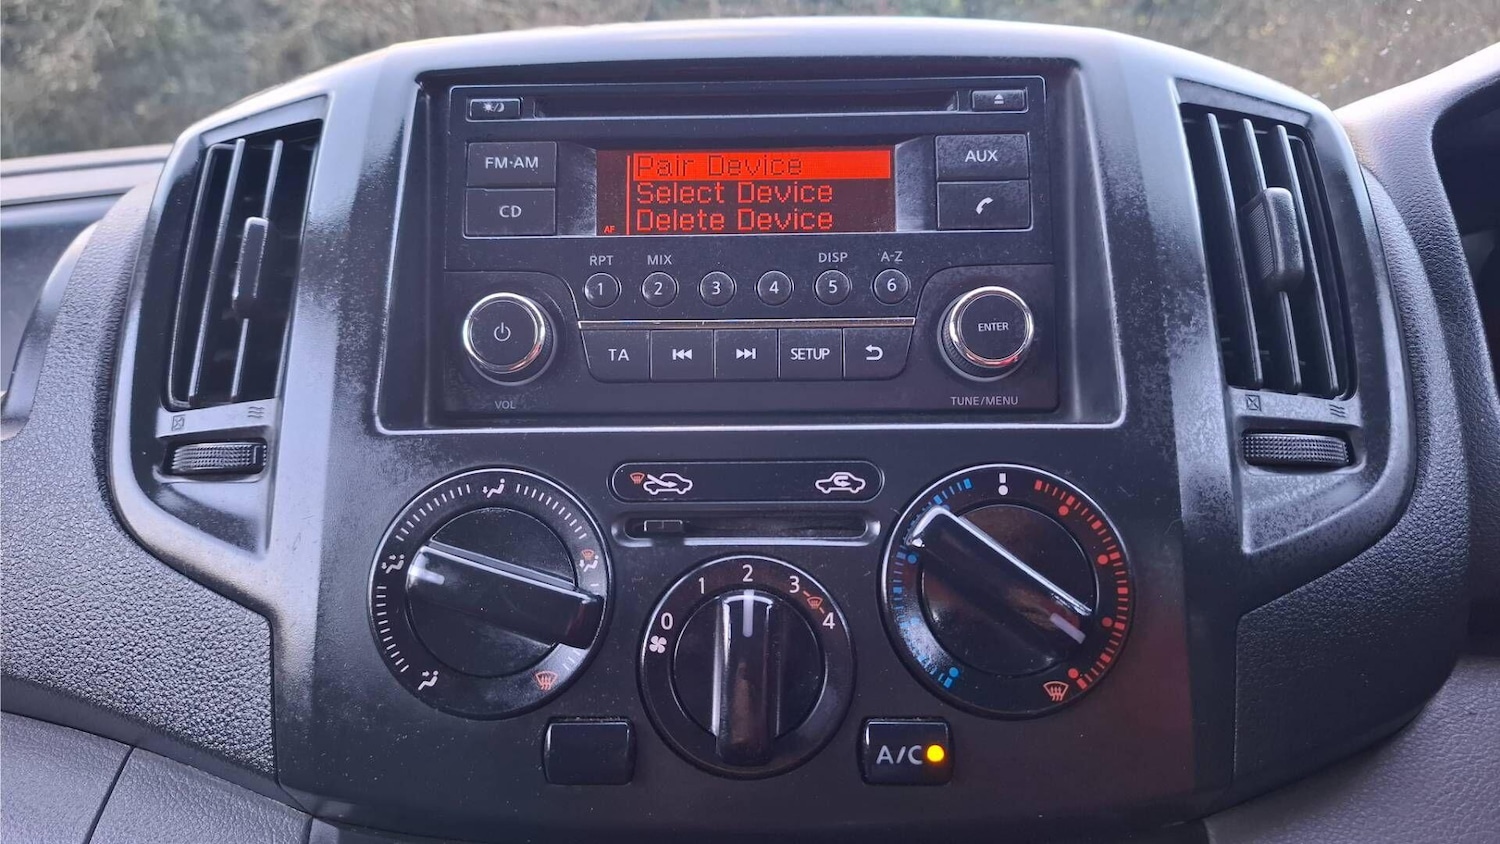 FM·AM
CD
Pair Device
Select Device
Delete Device
AF
AUX
RPT MIX DISP A-Z
1 2 3 4 5 6
ENTER
TA SETUP
VOL
TUNE/MENU
0 1 2 3 4
A/C